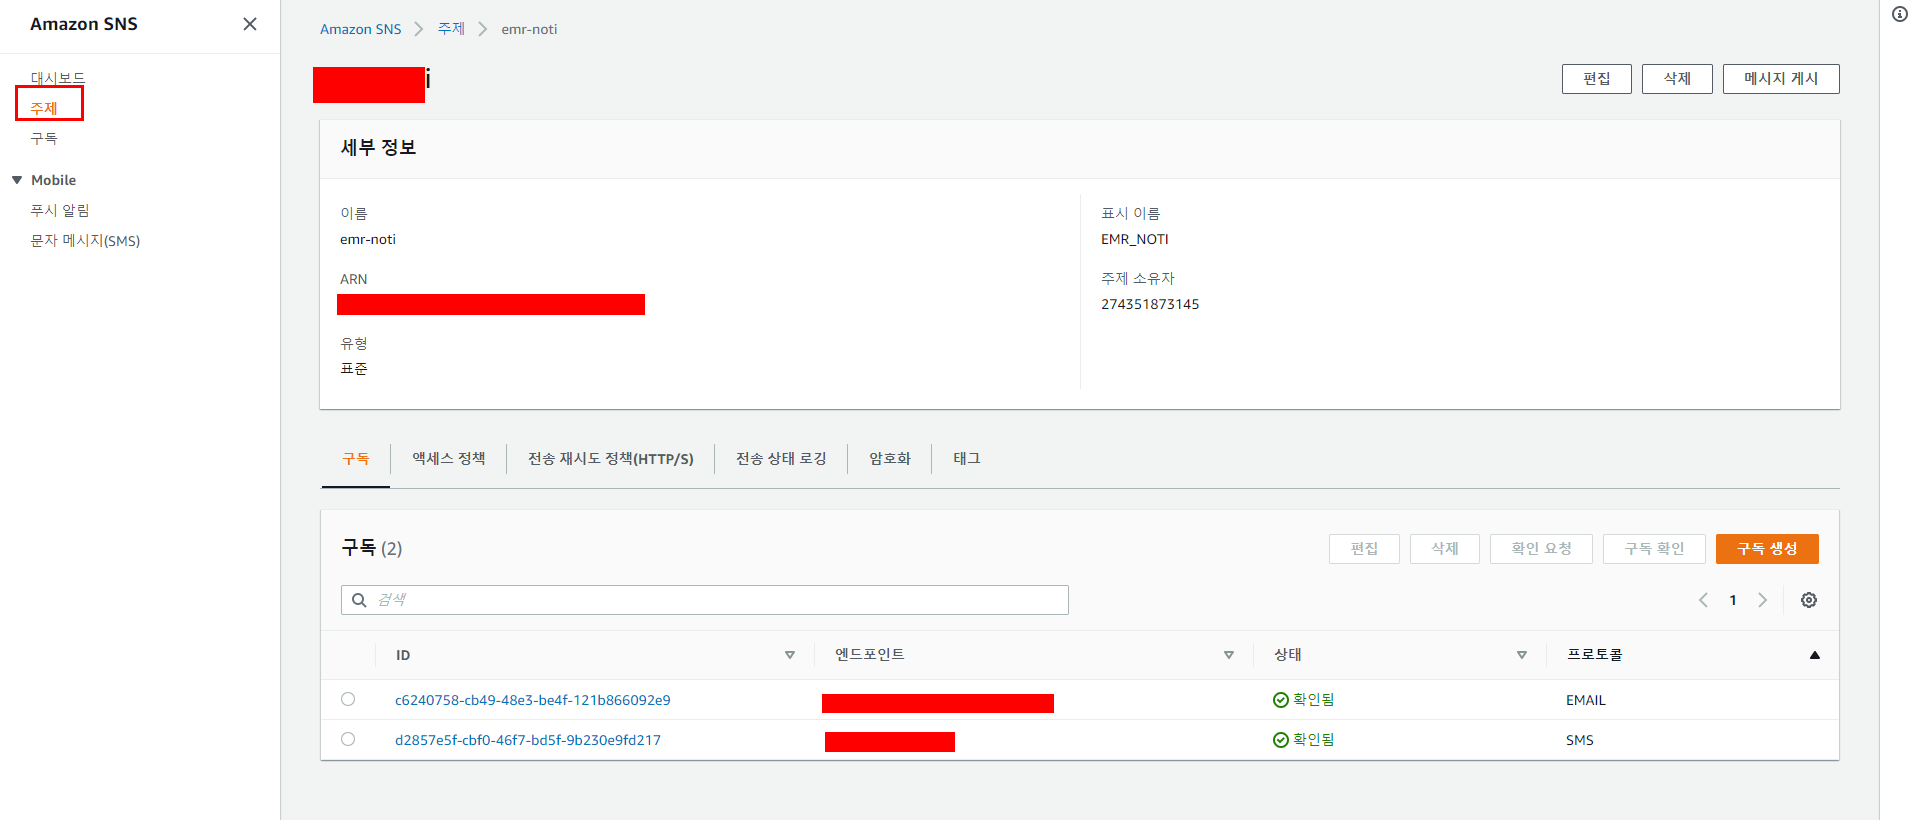 Amazon SNS
대시보드
주제
구독
Mobile
푸시 알림
문자 메시지(SMS)
Amazon SNS 주제 emr-noti
i
편집 삭제 메시지 게시
세부 정보
이름
emr-noti
ARN
유형
표준
표시 이름
EMR_NOTI
주제 소유자
274351873145
구독 액세스 정책 전송 재시도 정책(HTTP/S) 전송 상태 로깅 암호화 태그
구독 (2)
편집 삭제 확인 요청 구독 확인 구독 생성
검색
1
ID 엔드포인트 상태 프로토콜
c6240758-cb49-48e3-be4f-121b866092e9 확인됨 EMAIL
d2857e5f-cbf0-46f7-bd5f-9b230e9fd217 확인됨 SMS